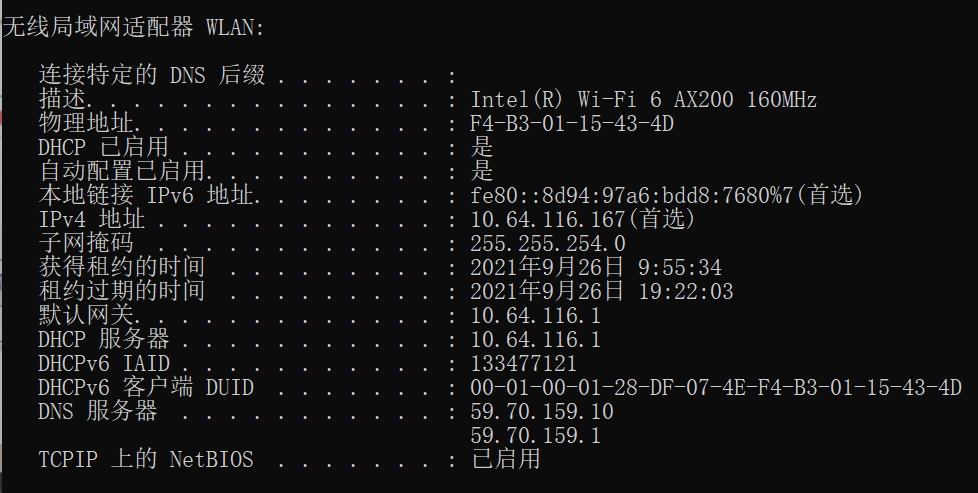 无线局域网适配器 WLAN:
连接特定的 DNS 后缀 . . . . . . . :
描述. . . . . . . . . . . . . . . : Intel(R) Wi-Fi 6 AX200 160MHz
物理地址. . . . . . . . . . . . . : F4-B3-01-15-43-4D
DHCP 已启用 . . . . . . . . . . . : 是
自动配置已启用. . . . . . . . . . : 是
本地链接 IPv6 地址. . . . . . . . : fe80::8d94:97a6:bdd8:7680%7(首选)
IPv4 地址 . . . . . . . . . . . . : 10.64.116.167(首选)
子网掩码  . . . . . . . . . . . . : 255.255.254.0
获得租约的时间  . . . . . . . . . : 2021年9月26日 9:55:34
租约过期的时间  . . . . . . . . . : 2021年9月26日 19:22:03
默认网关. . . . . . . . . . . . . : 10.64.116.1
DHCP 服务器 . . . . . . . . . . . : 10.64.116.1
DHCPv6 IAID . . . . . . . . . . . : 133477121
DHCPv6 客户端 DUID  . . . . . . . : 00-01-00-01-28-DF-07-4E-F4-B3-01-15-43-4D
DNS 服务器  . . . . . . . . . . . : 59.70.159.10
59.70.159.1
TCPIP 上的 NetBIOS  . . . . . . . : 已启用